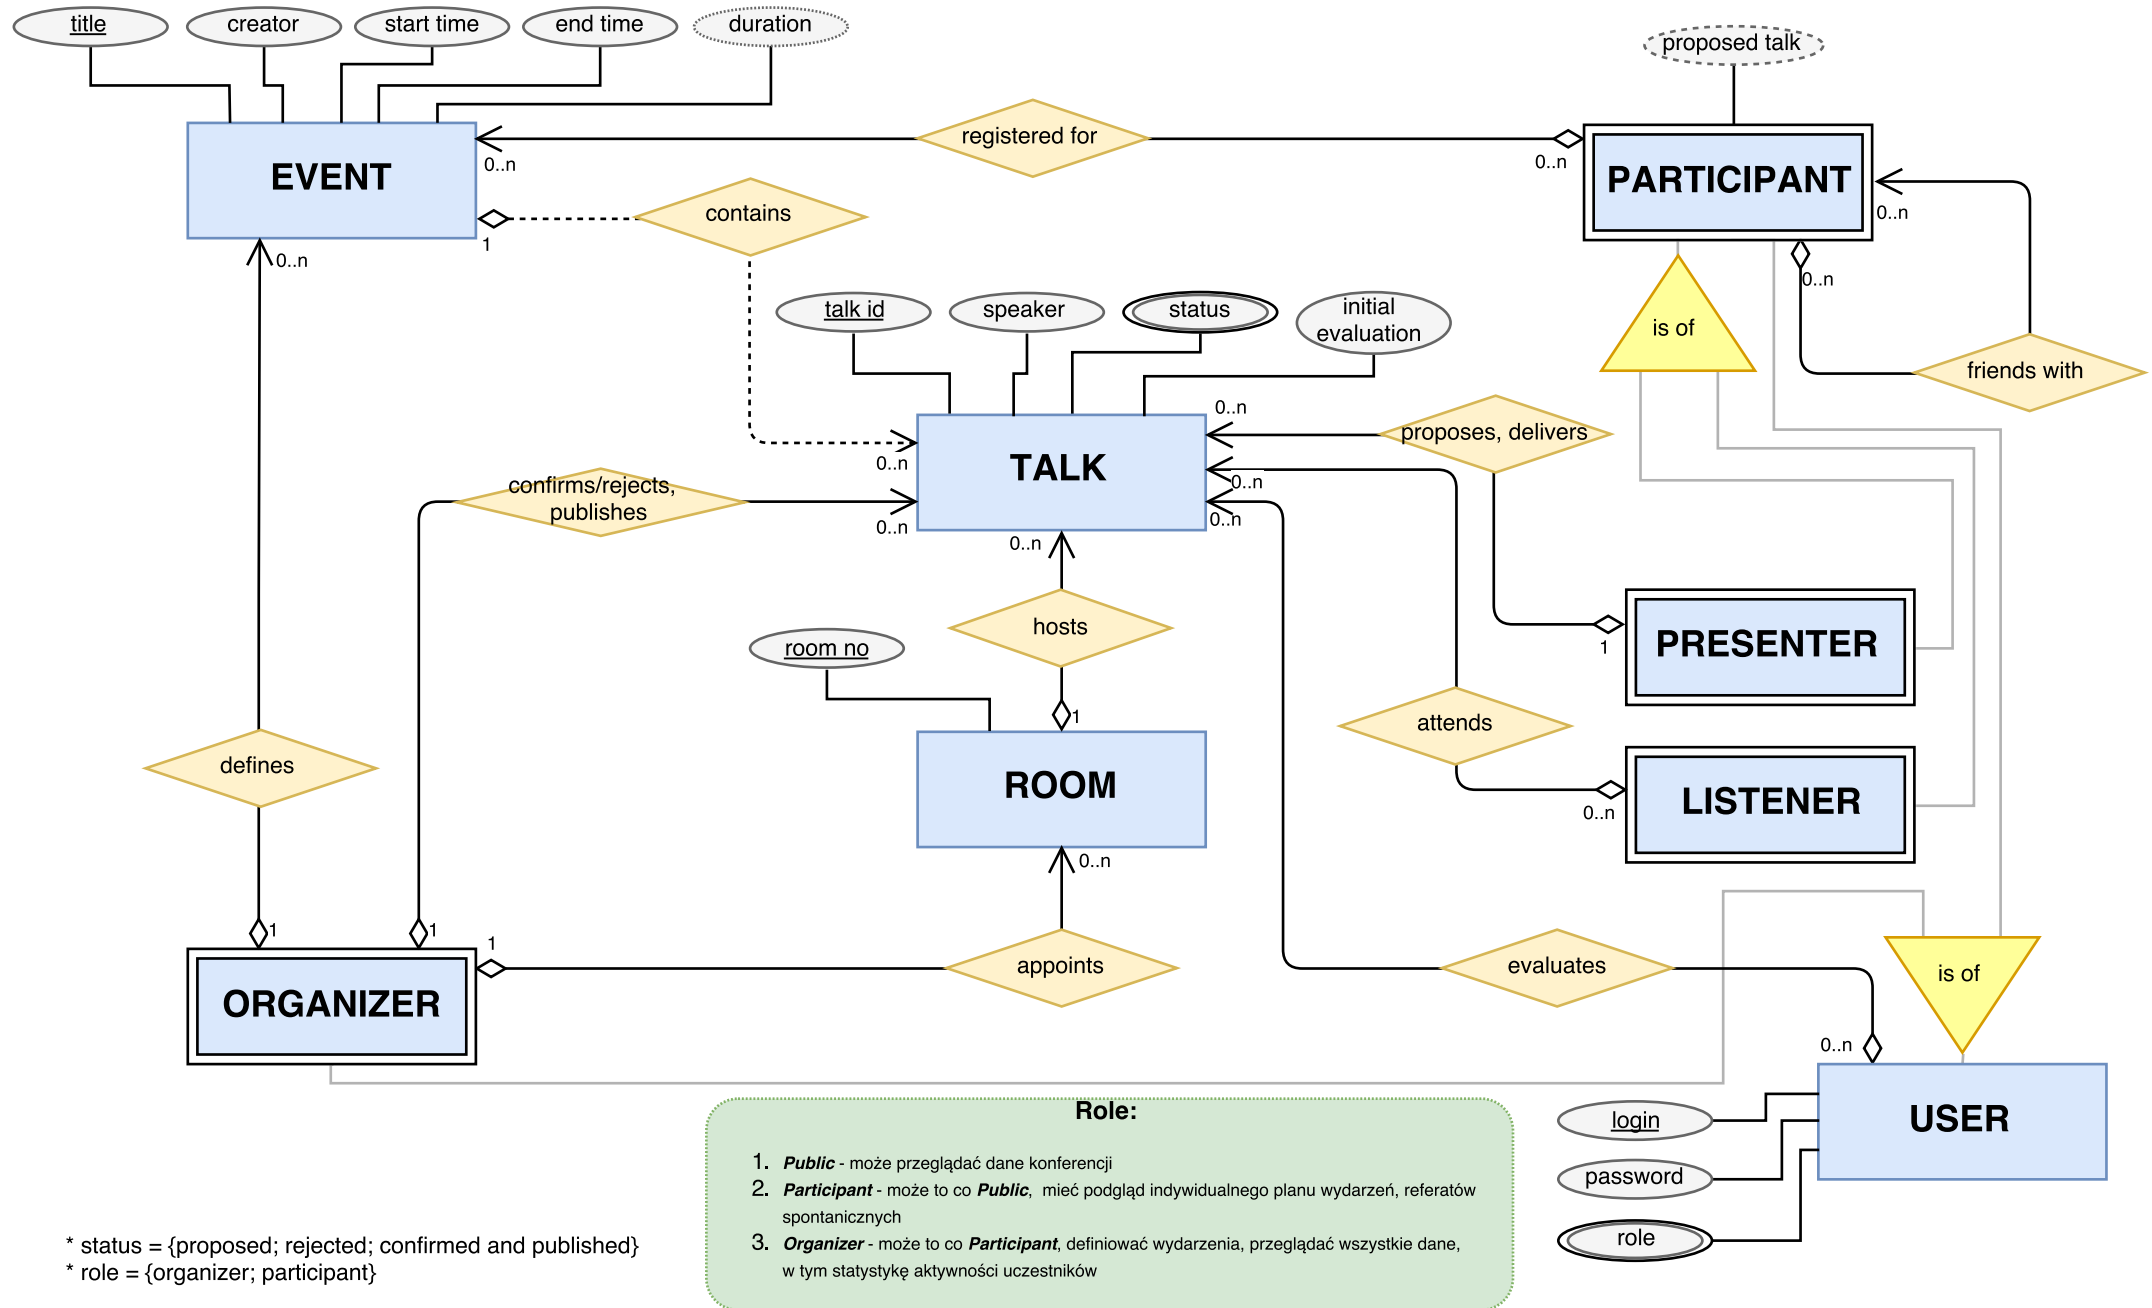 title
creator
start time
end time
duration
proposed talk
EVENT
registered for
PARTICIPANT
0..n
0..n
contains
1
0..n
0..n
0..n
talk id
speaker
status
initial
evaluation
is of
friends with
0..n
proposes, delivers
0..n
TALK
confirms/rejects,
publishes
0..n
0..n
0..n
0..n
hosts
room no
1
PRESENTER
1
attends
defines
ROOM
LISTENER
0..n
0..n
1
1
1
appoints
evaluates
is of
ORGANIZER
0..n
USER
login
password
role
Role:
1. Public - może przeglądać dane konferencji
2. Participant - może to co Public, mieć podgląd indywidualnego planu wydarzeń, referatów
spontanicznych
3. Organizer - może to co Participant, definiować wydarzenia, przeglądać wszystkie dane,
w tym statystykę aktywności uczestników
* status = {proposed; rejected; confirmed and published}
* role = {organizer; participant}